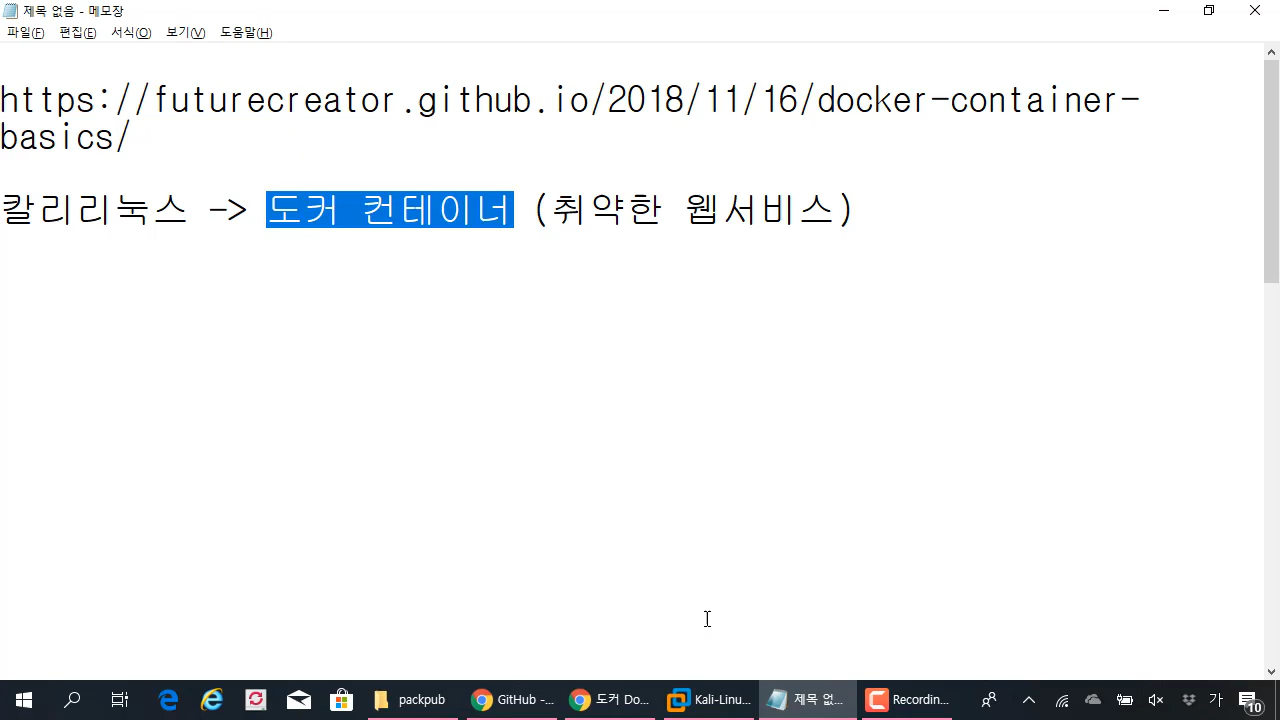 제목 없음 - 메모장
파일(F) 편집(E) 서식(O) 보기(V) 도움말(H)
https://futurecreator.github.io/2018/11/16/docker-container-
basics/
칼리리눅스 -> 도커 컨테이너 (취약한 웹서비스)
packpub GitHub -... 도커 Do... Kali-Linu... 제목 없... Recordin... 가 10